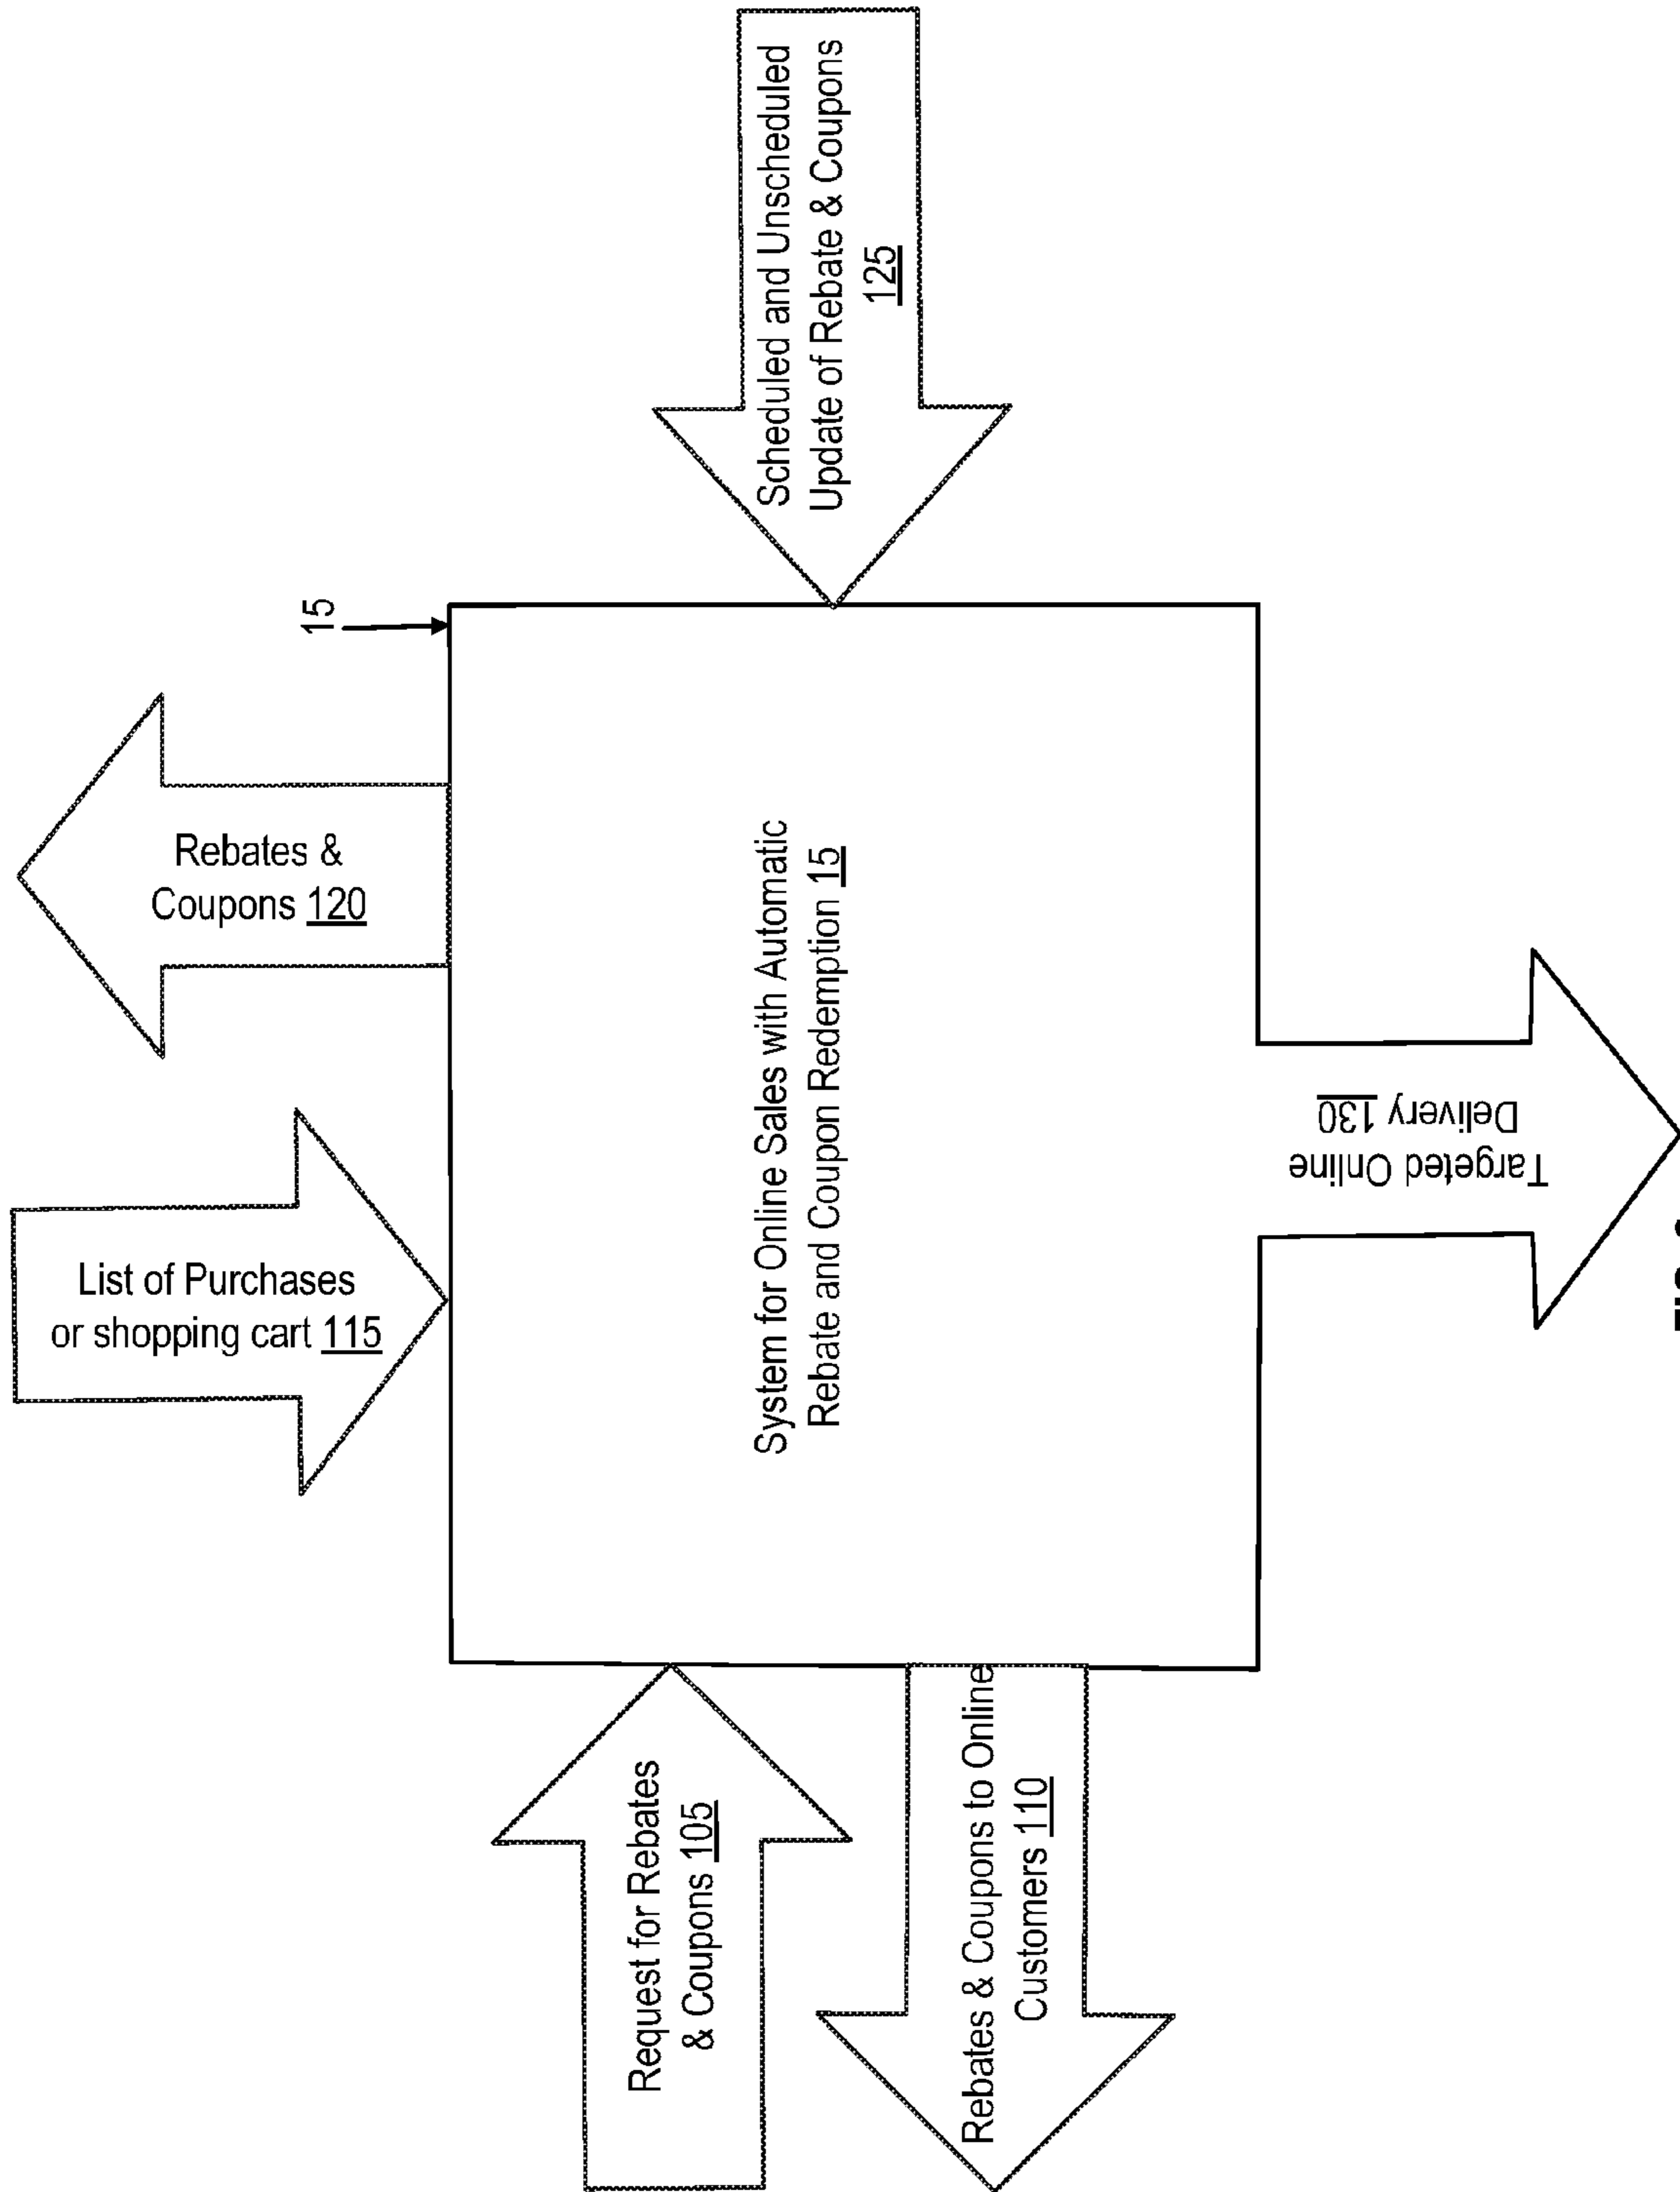 Scheduled and Unscheduled
Update of Rebate & Coupons
125
15
Rebates &
Coupons 120
System for Online Sales with Automatic
Rebate and Coupon Redemption 15
List of Purchases
or shopping cart 115
Targeted Online
Delivery 130
Request for Rebates
& Coupons 105
Rebates & Coupons to Online
Customers 110